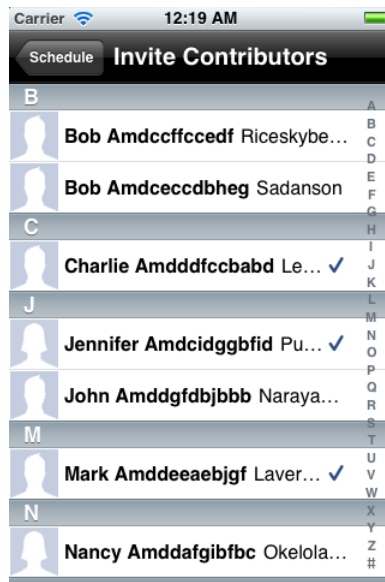 Carrier 12:19 AM
Schedule Invite Contributors
B
Bob Amdccffccedf Riceskybe...
Bob Amdceccdbheg Sadanson
C
Charlie Amdddfccbabd Le... ✓
J
Jennifer Amdcidggbfid Pu... ✓
John Amddgfdbjbbb Naraya...
M
Mark Amddeeaebjgf Laver... ✓
N
Nancy Amddafgibfbc Okelola...
A
B
C
D
E
F
G
H
I
J
K
L
M
N
O
P
Q
R
S
T
U
V
W
X
Y
Z
#